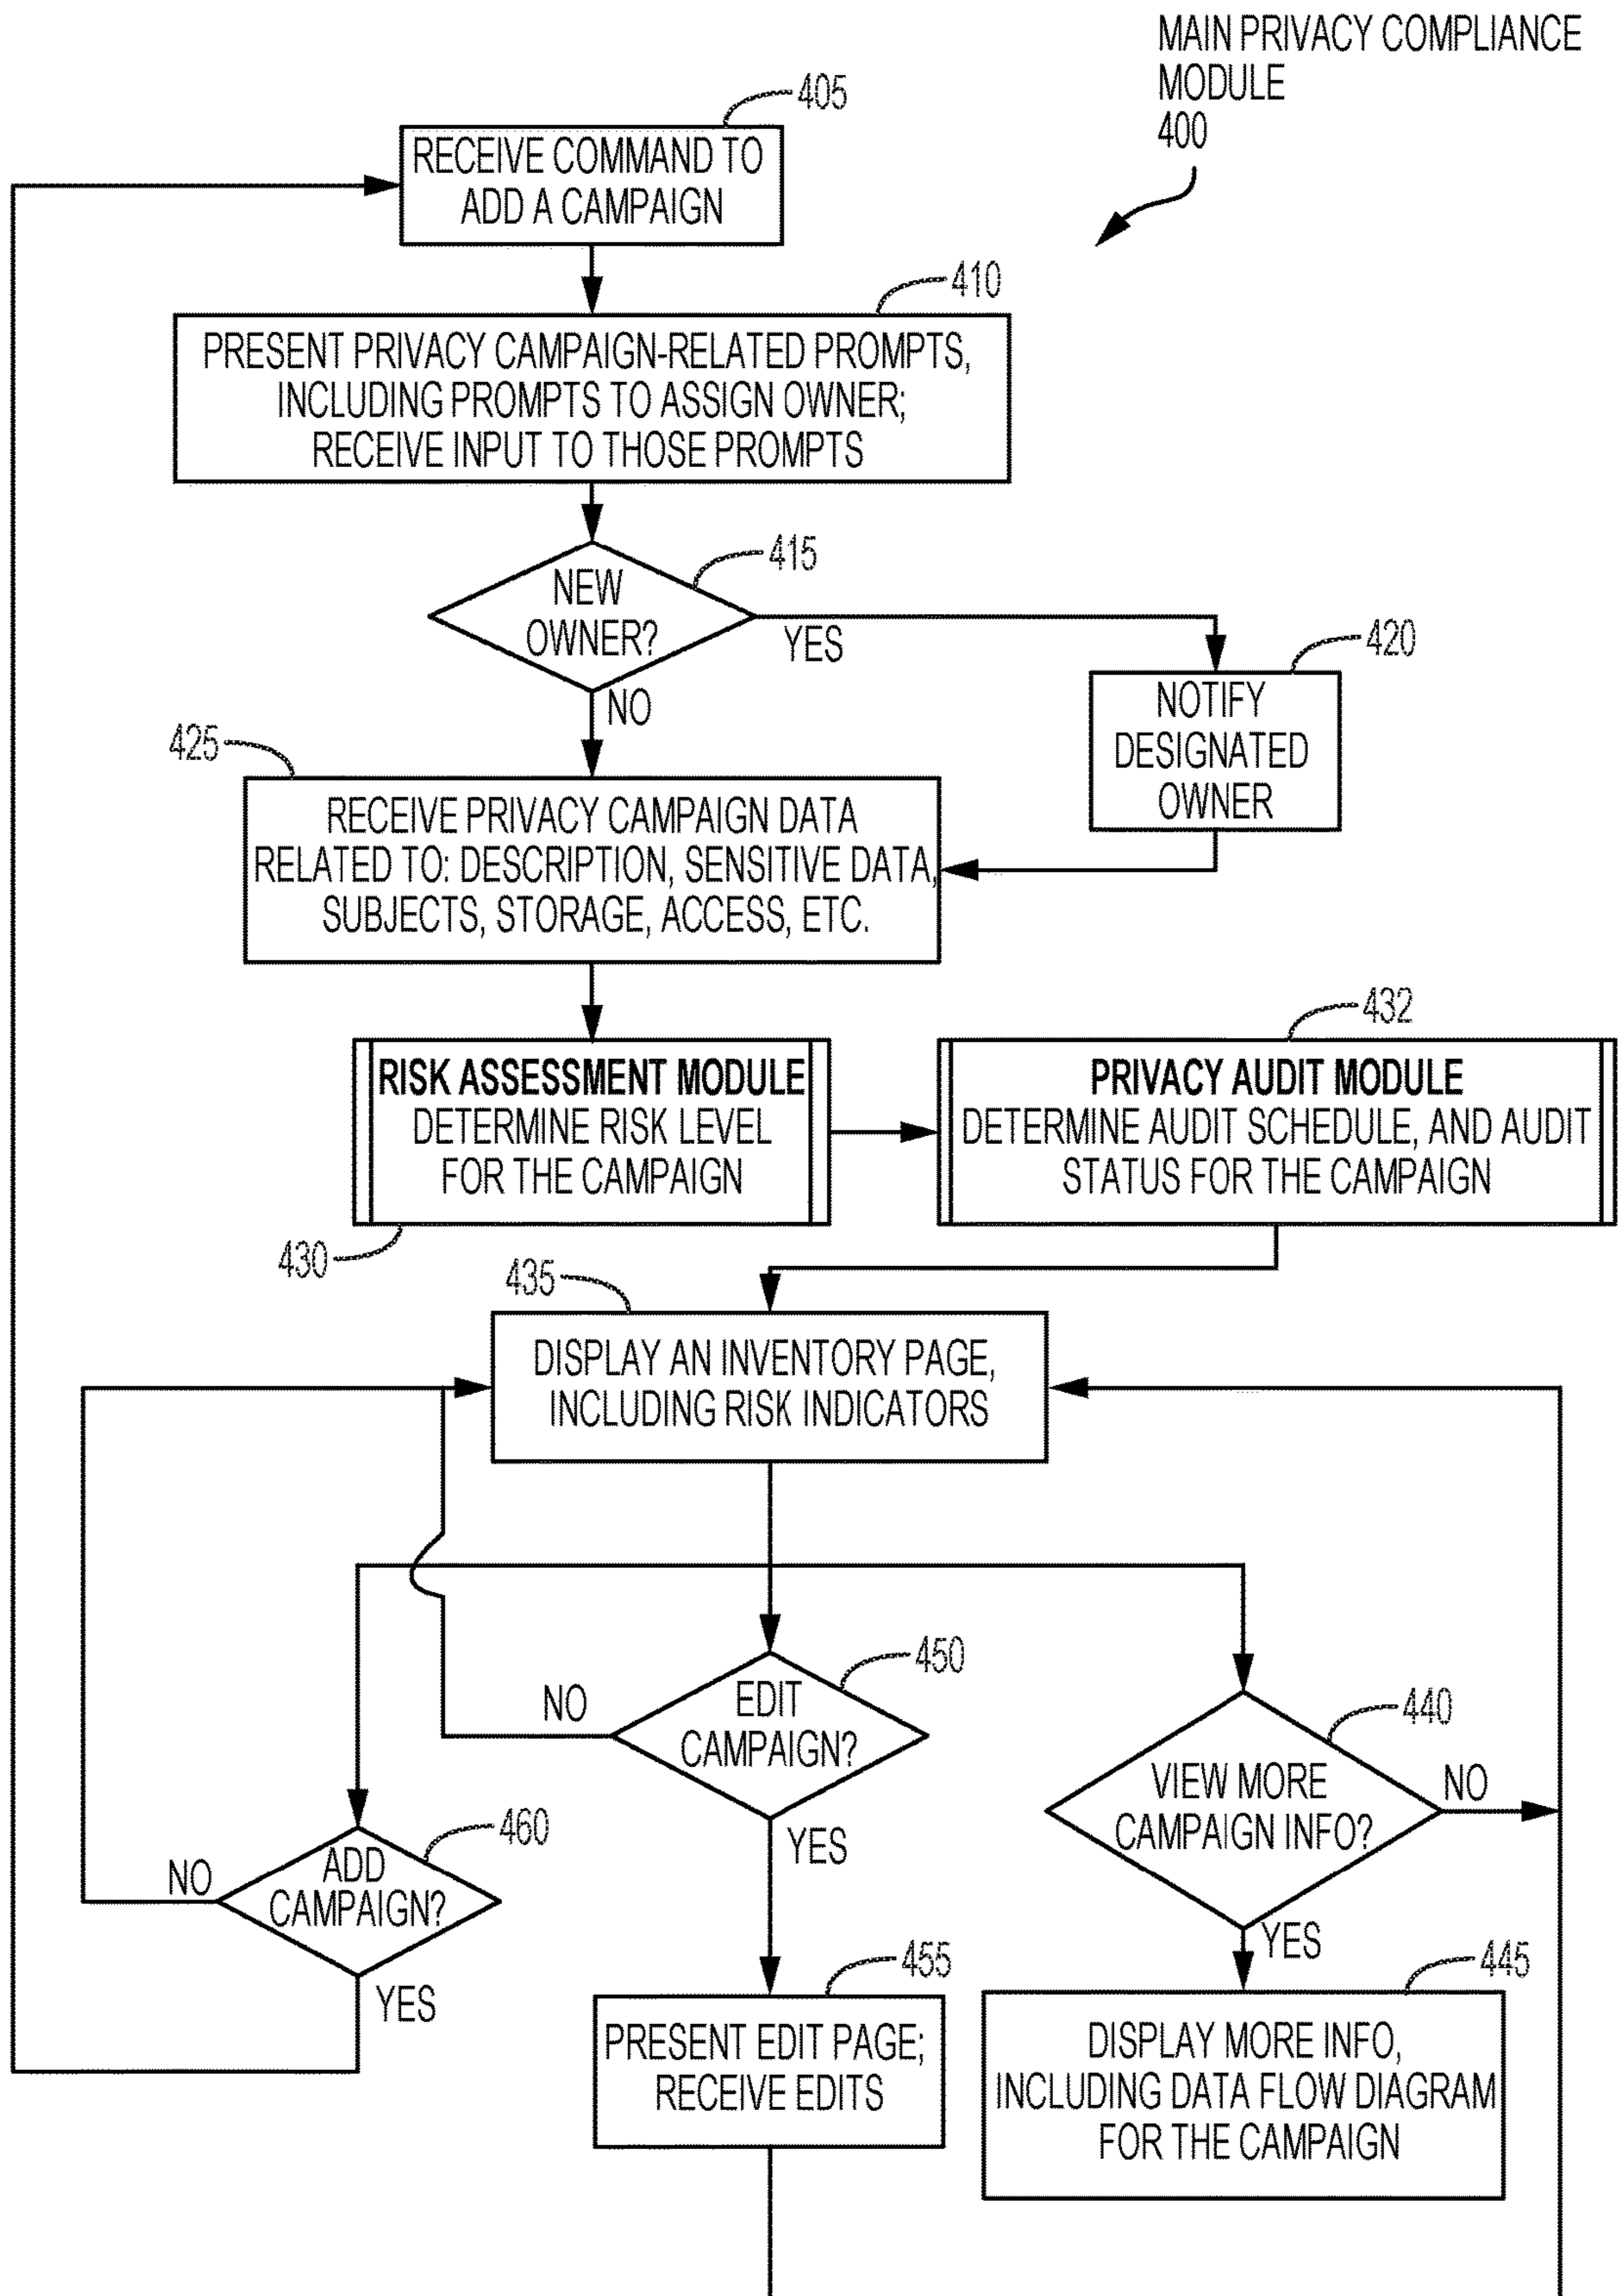 MAIN PRIVACY COMPLIANCE
MODULE
400
405
RECEIVE COMMAND TO
ADD A CAMPAIGN
410
PRESENT PRIVACY CAMPAIGN-RELATED PROMPTS,
INCLUDING PROMPTS TO ASSIGN OWNER;
RECEIVE INPUT TO THOSE PROMPTS
415
NEW
OWNER?
YES
NO
420
NOTIFY
DESIGNATED
OWNER
425
RECEIVE PRIVACY CAMPAIGN DATA
RELATED TO: DESCRIPTION, SENSITIVE DATA,
SUBJECTS, STORAGE, ACCESS, ETC.
RISK ASSESSMENT MODULE
DETERMINE RISK LEVEL
FOR THE CAMPAIGN
430
432
PRIVACY AUDIT MODULE
DETERMINE AUDIT SCHEDULE, AND AUDIT
STATUS FOR THE CAMPAIGN
435
DISPLAY AN INVENTORY PAGE,
INCLUDING RISK INDICATORS
450
EDIT
CAMPAIGN?
NO
YES
440
VIEW MORE
CAMPAIGN INFO?
NO
YES
460
ADD
CAMPAIGN?
NO
YES
455
PRESENT EDIT PAGE;
RECEIVE EDITS
445
DISPLAY MORE INFO,
INCLUDING DATA FLOW DIAGRAM
FOR THE CAMPAIGN